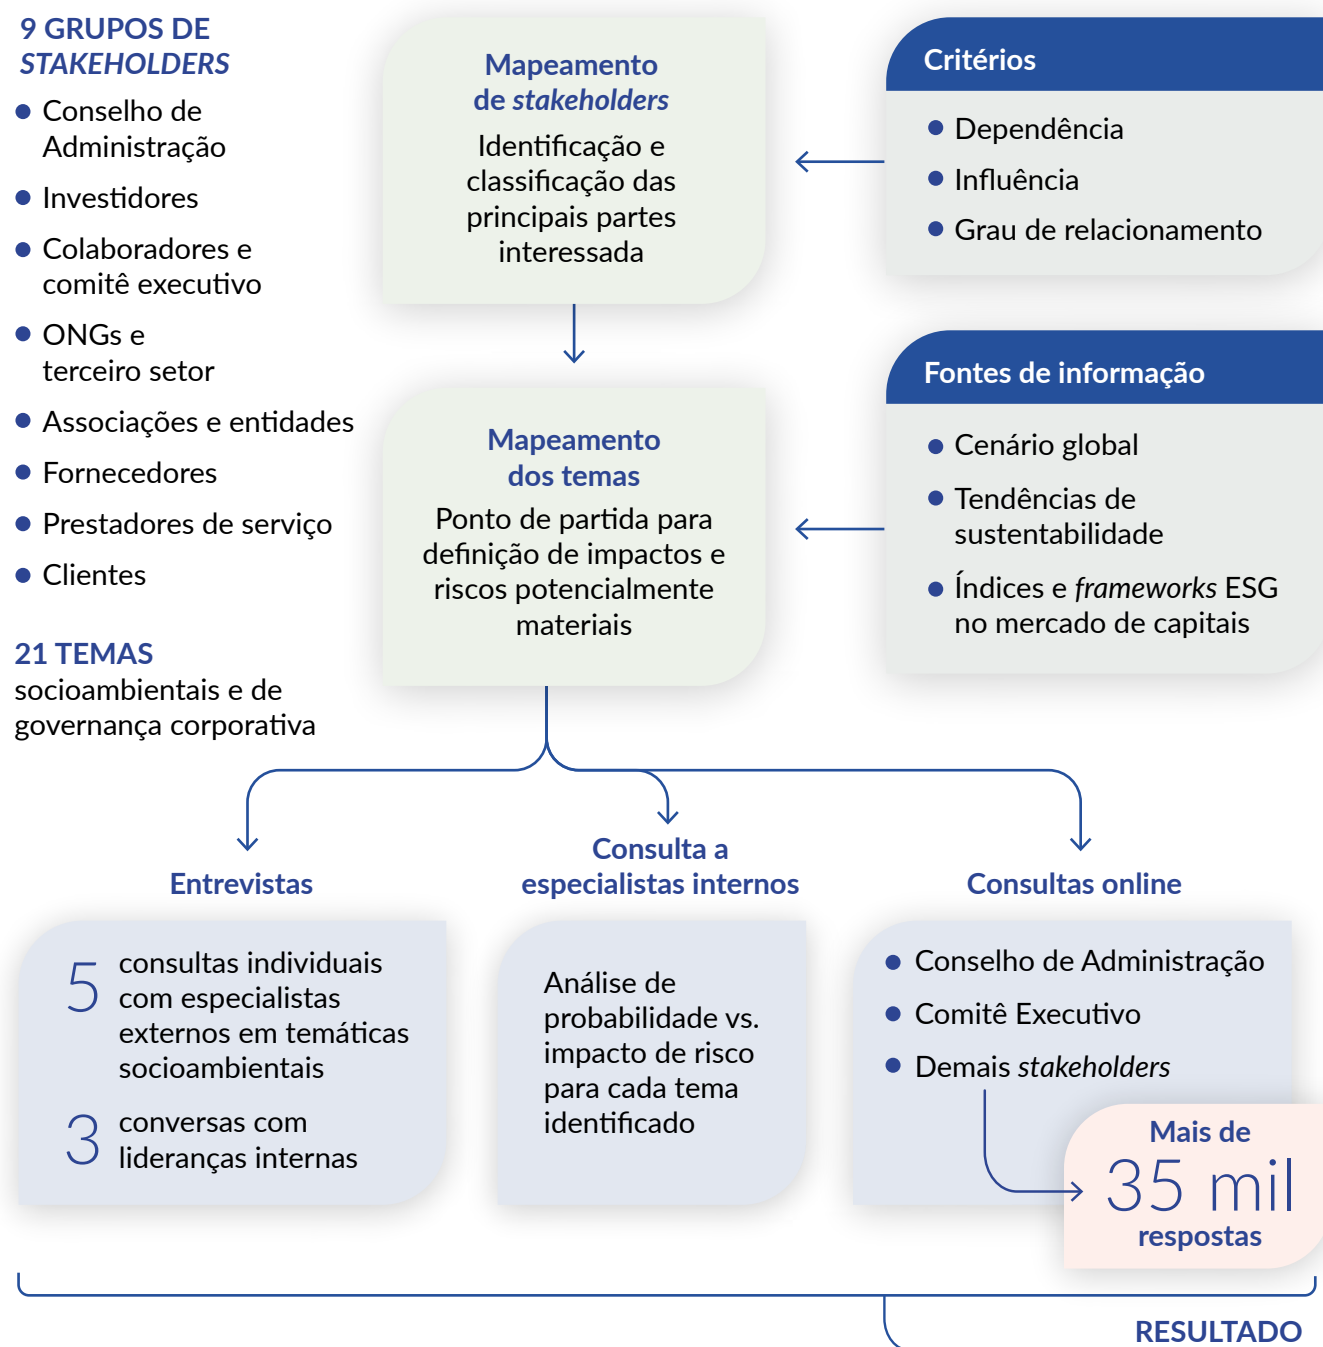 9 GRUPOS DE
STAKEHOLDERS
Conselho de
Administração
Investidores
Colaboradores e
comitê executivo
ONGs e
terceiro setor
Associações e entidades
Fornecedores
Prestadores de serviço
Clientes
21 TEMAS
socioambientais e de
governança corporativa
Mapeamento
de stakeholders
Identificação e
classificação das
principais partes
interessada
Critérios
Dependência
Influência
Grau de relacionamento
Mapeamento
dos temas
Ponto de partida para
definição de impactos e
riscos potencialmente
materiais
Fontes de informação
Cenário global
Tendências de
sustentabilidade
Índices e frameworks ESG
no mercado de capitais
Entrevistas
5 consultas individuais
com especialistas
externos em temáticas
socioambientais
3 conversas com
lideranças internas
Consulta a
especialistas internos
Análise de
probabilidade vs.
impacto de risco
para cada tema
identificado
Consultas online
Conselho de Administração
Comitê Executivo
Demais stakeholders
Mais de
35 mil
respostas
RESULTADO